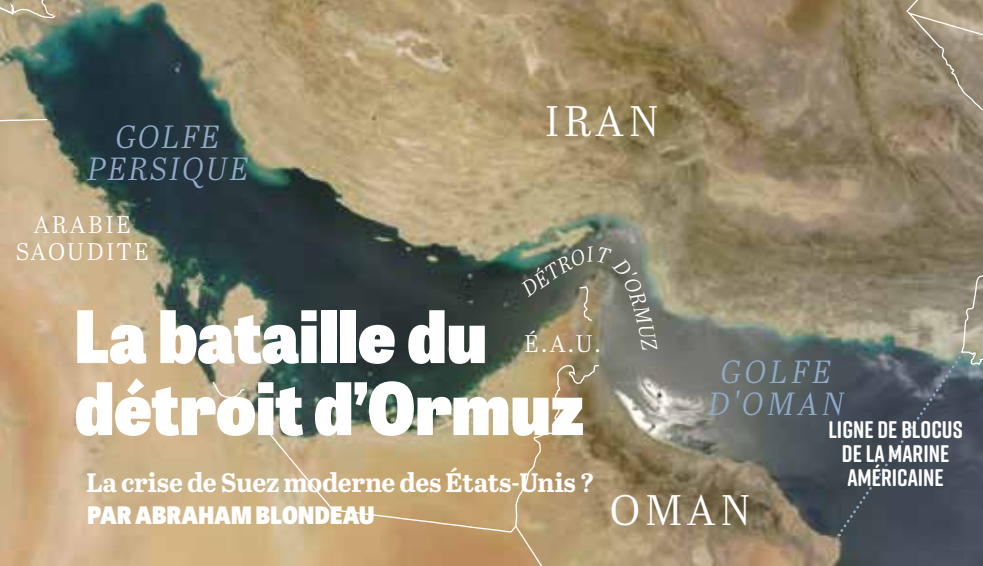 IRAN
GOLFE
PERSIQUE
ARABIE
SAOUDITE
DÉTROIT D'ORMUZ
É.A.U.
La bataille du
détroit d’Ormuz
GOLFE
D'OMAN
LIGNE DE BLOCUS
DE LA MARINE
AMÉRICAINE
La crise de Suez moderne des États-Unis ?
PAR ABRAHAM BLONDEAU
OMAN